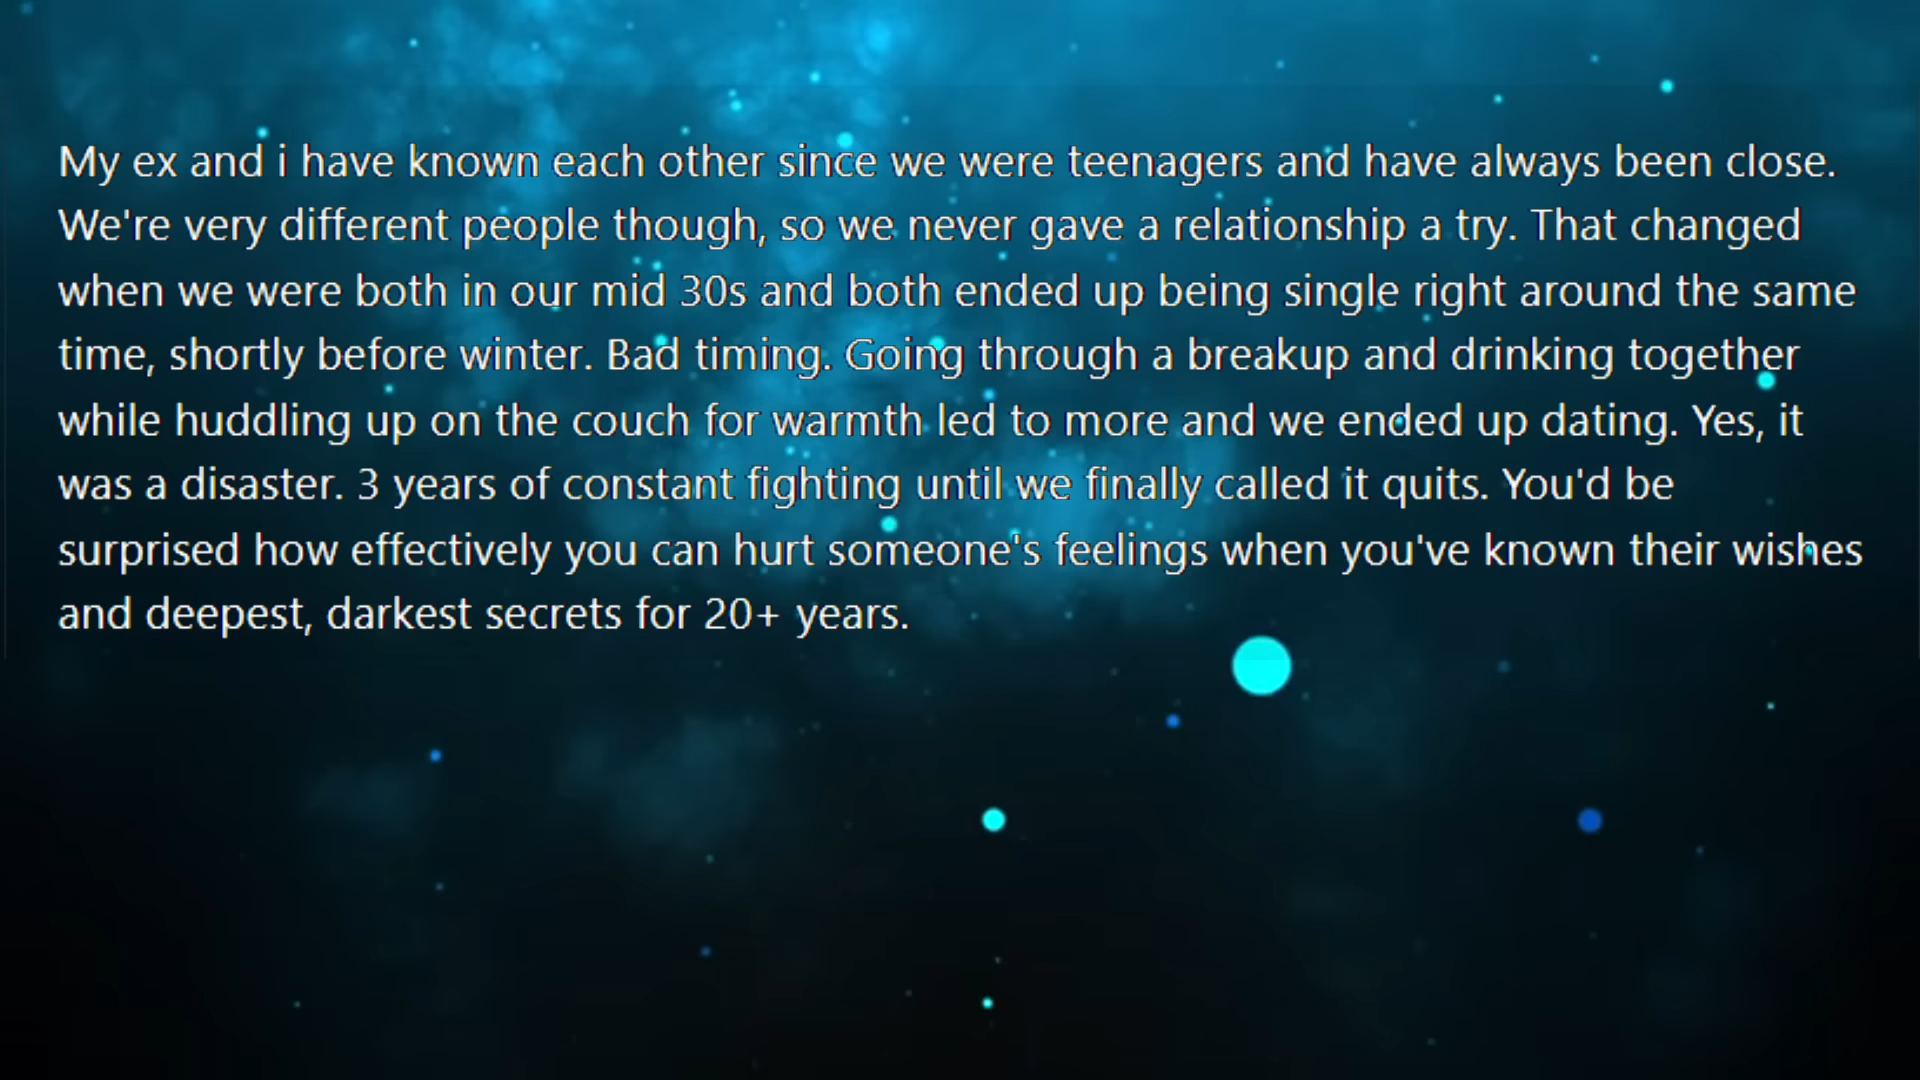 My ex and i have known each other since we were teenagers and have always been close.
We're very different people though, so we never gave a relationship a try. That changed
when we were both in our mid 30s and both ended up being single right around the same
time, shortly before winter. Bad timing. Going through a breakup and drinking together
while huddling up on the couch for warmth led to more and we ended up dating. Yes, it
was a disaster. 3 years of constant fighting until we finally called it quits. You'd be
surprised how effectively you can hurt someone's feelings when you've known their wishes
and deepest, darkest secrets for 20+ years.